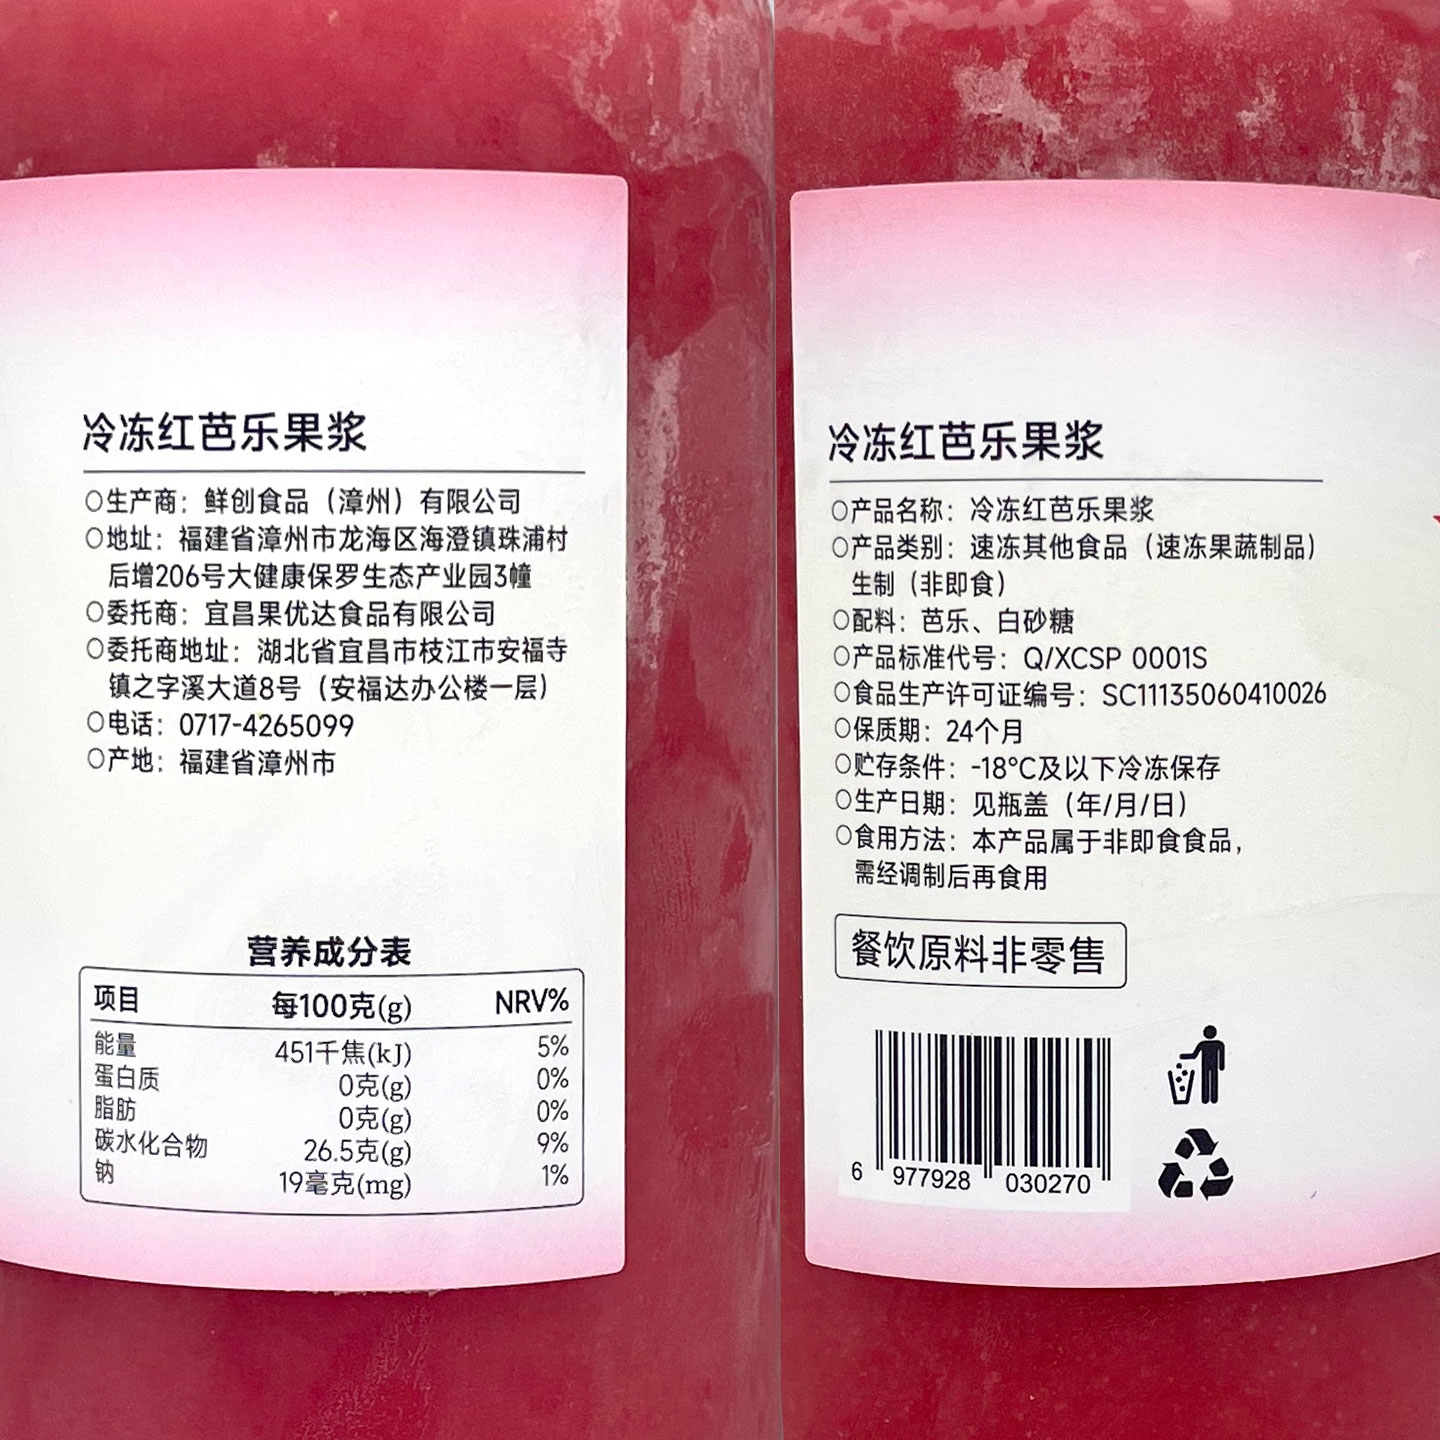 冷冻红芭乐果浆
○生产商：鲜创食品（漳州）有限公司
○地址：福建省漳州市龙海区海澄镇珠浦村
后增206号大健康保罗生态产业园3幢
○委托商：宜昌果优达食品有限公司
○委托商地址：湖北省宜昌市枝江市安福寺
镇之字溪大道8号（安福达办公楼一层）
○电话：0717-4265099
○产地：福建省漳州市
营养成分表
项目 每100克(g) NRV%
能量 451千焦(kJ) 5%
蛋白质 0克(g) 0%
脂肪 0克(g) 0%
碳水化合物 26.5克(g) 9%
钠 19毫克(mg) 1%
冷冻红芭乐果浆
○产品名称：冷冻红芭乐果浆
○产品类别：速冻其他食品（速冻果蔬制品）
生制（非即食）
○配料：芭乐、白砂糖
○产品标准代号：Q/XCSP 0001S
○食品生产许可证编号：SC11135060410026
○保质期：24个月
○贮存条件：-18°C及以下冷冻保存
○生产日期：见瓶盖（年/月/日）
○食用方法：本产品属于非即食食品，
需经调制后再食用
餐饮原料非零售
6 977928 030270